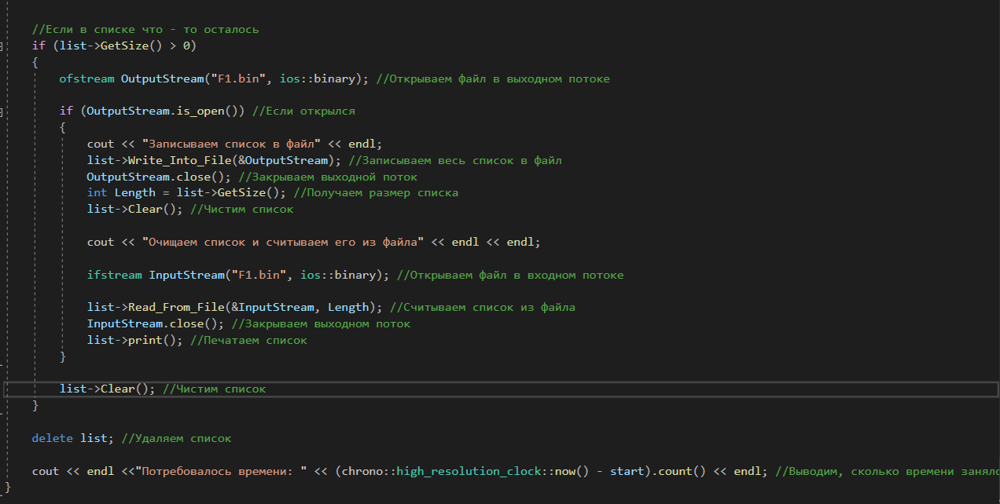 //Если в списке что - то осталось
if (list->GetSize() > 0)
{
ofstream OutputStream("F1.bin", ios::binary); //Открываем файл в выходном потоке
if (OutputStream.is_open()) //Если открылся
{
cout << "Записываем список в файл" << endl;
list->Write_Into_File(&OutputStream); //Записываем весь список в файл
OutputStream.close(); //Закрываем выходной поток
int Length = list->GetSize(); //Получаем размер списка
list->Clear(); //Чистим список
cout << "Очищаем список и считываем его из файла" << endl << endl;
ifstream InputStream("F1.bin", ios::binary); //Открываем файл в входном потоке
list->Read_From_File(&InputStream, Length); //Считываем список из файла
InputStream.close(); //Закрываем выходном поток
list->print(); //Печатаем список
}
list->Clear(); //Чистим список
}
delete list; //Удаляем список
cout << endl <<"Потребовалось времени: " << (chrono::high_resolution_clock::now() - start).count() << endl; //Выводим, сколько времени
}